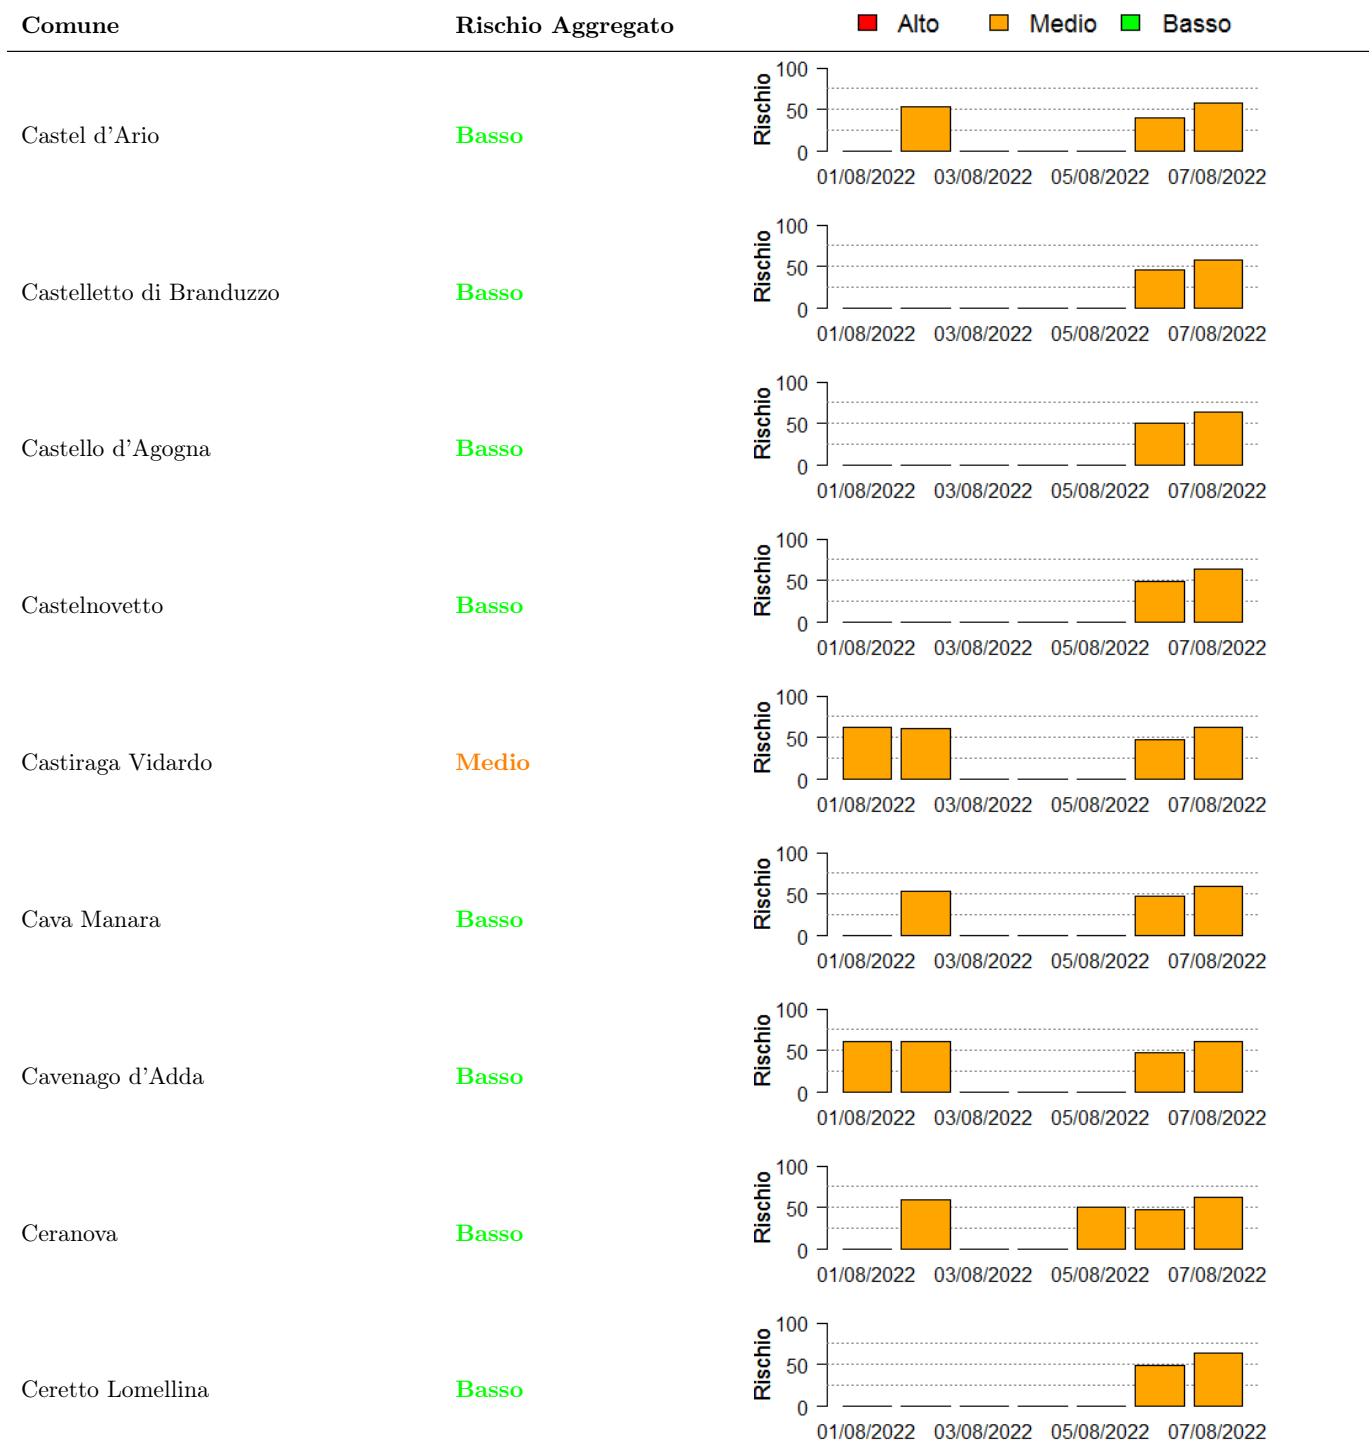 Comune Rischio Aggregato Alto Medio Basso
Castel d'Ario Basso
Rischio
100
50
0
01/08/2022 03/08/2022 05/08/2022 07/08/2022
Castelletto di Branduzzo Basso
Rischio
100
50
0
01/08/2022 03/08/2022 05/08/2022 07/08/2022
Castello d'Agogna Basso
Rischio
100
50
0
01/08/2022 03/08/2022 05/08/2022 07/08/2022
Castelnovetto Basso
Rischio
100
50
0
01/08/2022 03/08/2022 05/08/2022 07/08/2022
Castiraga Vidardo Medio
Rischio
100
50
0
01/08/2022 03/08/2022 05/08/2022 07/08/2022
Cava Manara Basso
Rischio
100
50
0
01/08/2022 03/08/2022 05/08/2022 07/08/2022
Cavenago d'Adda Basso
Rischio
100
50
0
01/08/2022 03/08/2022 05/08/2022 07/08/2022
Ceranova Basso
Rischio
100
50
0
01/08/2022 03/08/2022 05/08/2022 07/08/2022
Ceretto Lomellina Basso
Rischio
100
50
0
01/08/2022 03/08/2022 05/08/2022 07/08/2022